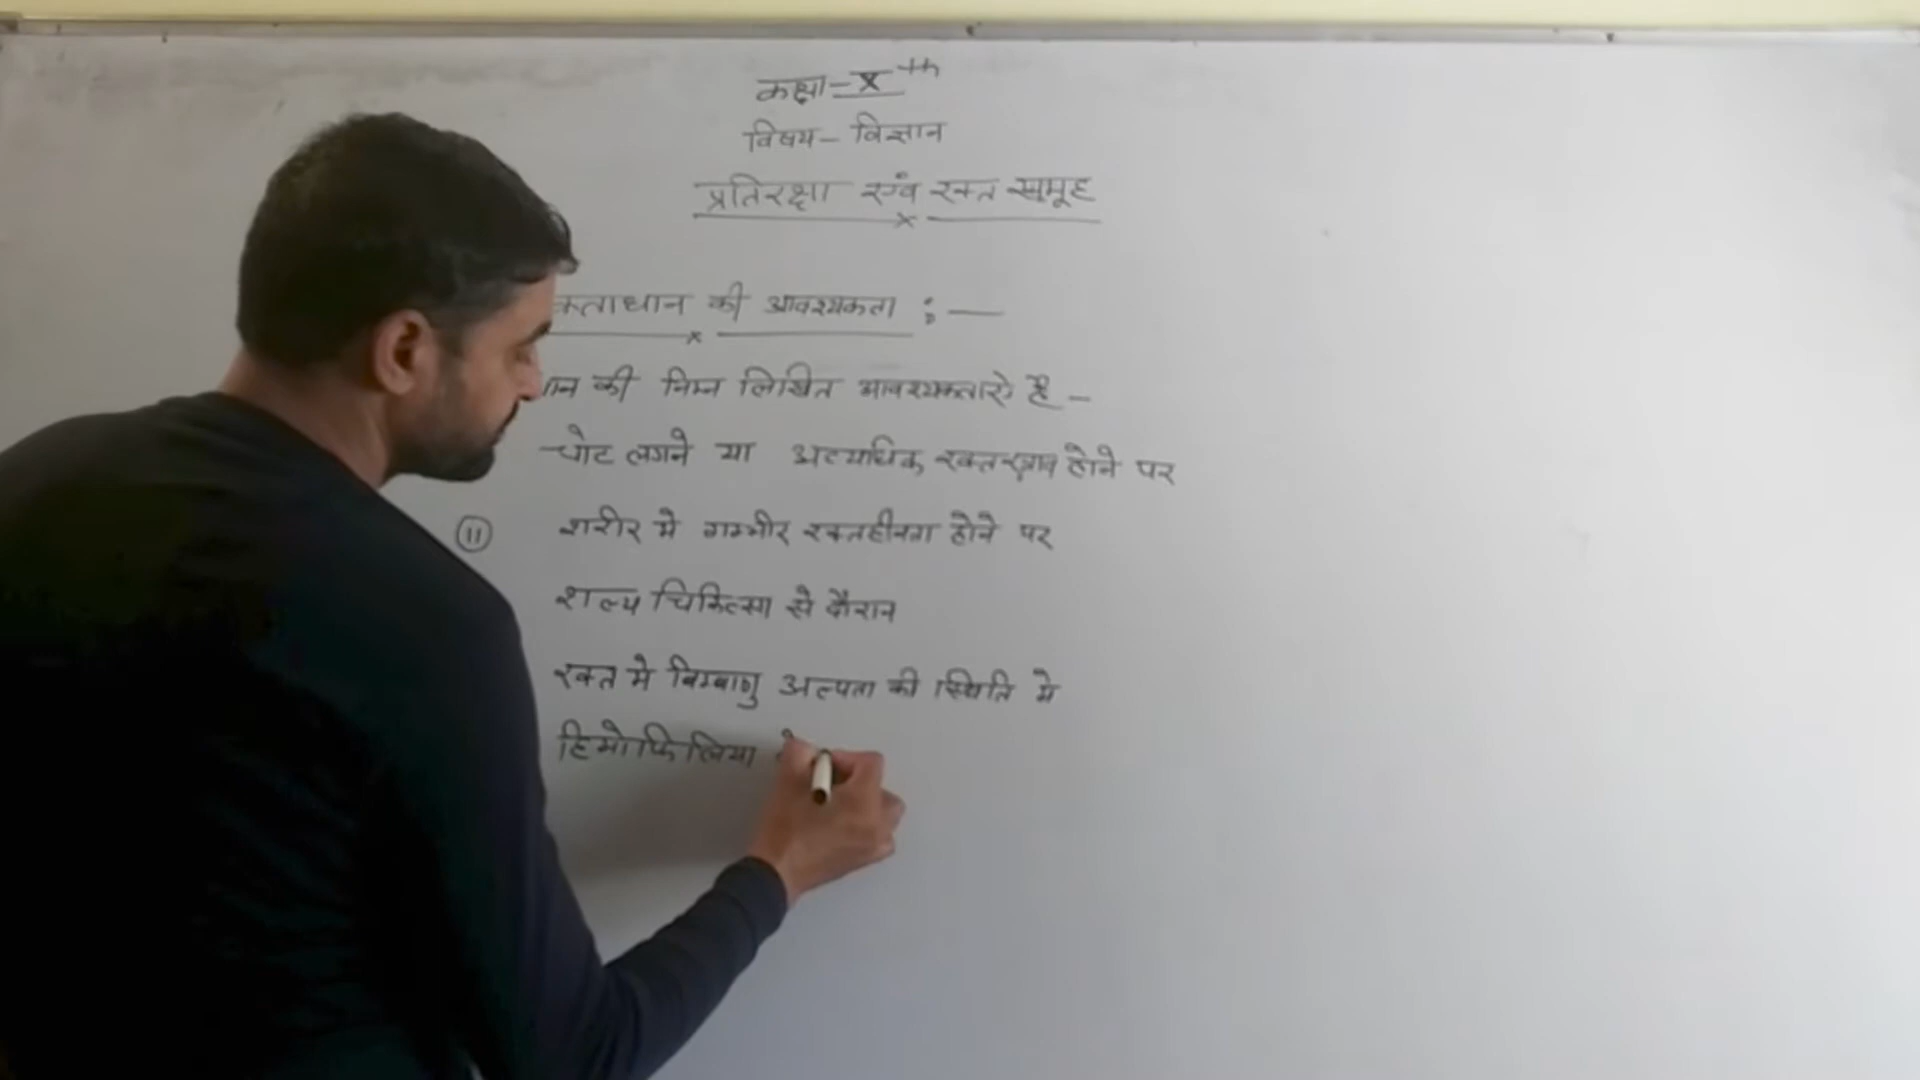 कक्षा - X th
विषय - विज्ञान
प्रतिरक्षा एवं रक्त समूह
क्ताधान की आवश्यकता : —
की निम्न लिखित आवश्यकताऐ है -
चोट लगने या अत्यधिक रक्तस्त्राव होने पर
(II) शरीर मे गम्भीर रक्तहीनता होने पर
शल्य चिकित्सा से दौरान
रक्त मे बिम्बाणु अल्पता की स्थिति मे
हिमोफिलिया